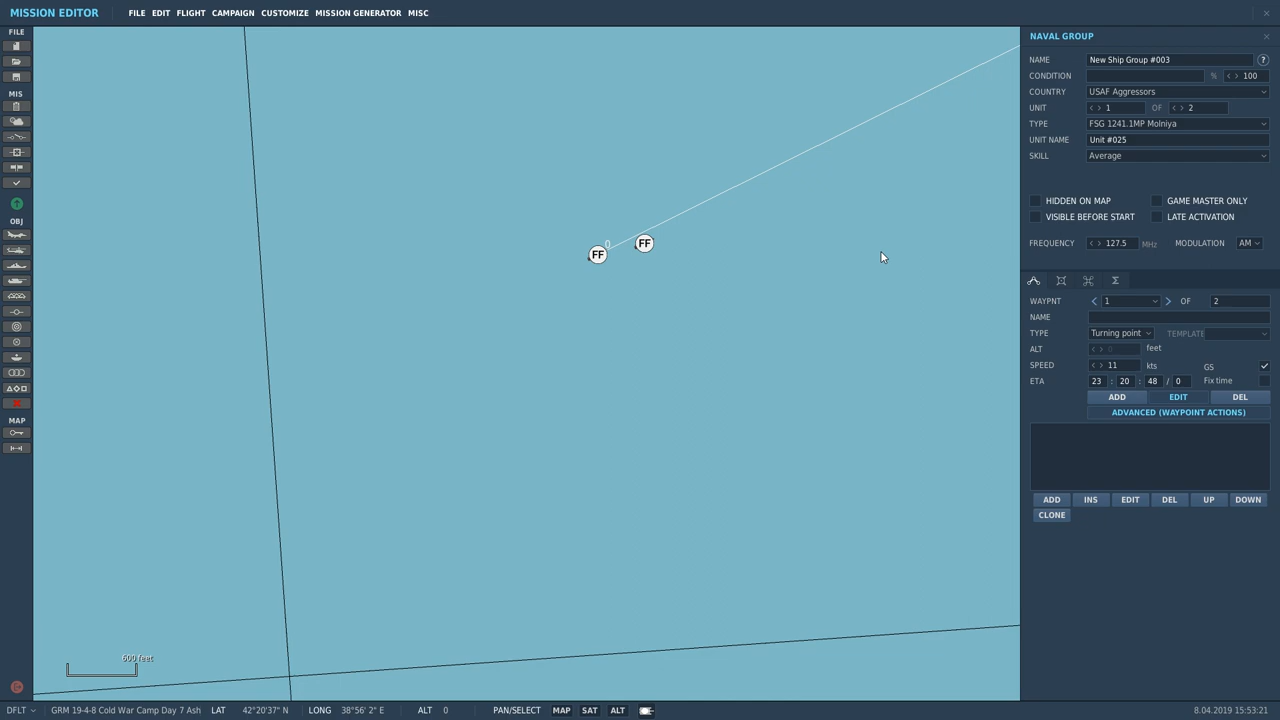 MISSION EDITOR FILE EDIT FLIGHT CAMPAIGN CUSTOMIZE MISSION GENERATOR MISC
FILE
MIS
OBJ
MAP
0
FF FF
600 feet
NAVAL GROUP
NAME New Ship Group #003 ?
CONDITION % <> 100
COUNTRY USAF Aggressors
UNIT <> 1 OF <> 2
TYPE FSG 1241.1MP Molniya
UNIT NAME Unit #025
SKILL Average
HIDDEN ON MAP GAME MASTER ONLY
VISIBLE BEFORE START LATE ACTIVATION
FREQUENCY <> 127.5 MHz MODULATION AM
Σ
WAYPNT < 1 > OF 2
NAME
TYPE Turning point TEMPLATE
ALT <> 0 feet
SPEED <> 11 kts GS
ETA 23 : 20 : 48 / 0 Fix time
ADD EDIT DEL
ADVANCED (WAYPOINT ACTIONS)
ADD INS EDIT DEL UP DOWN
CLONE
DFLT GRM 19-4-8 Cold War Camp Day 7 Ash LAT 42°20'37" N LONG 38°56' 2" E ALT 0 PAN/SELECT MAP SAT ALT 8.04.2019 15:53:21